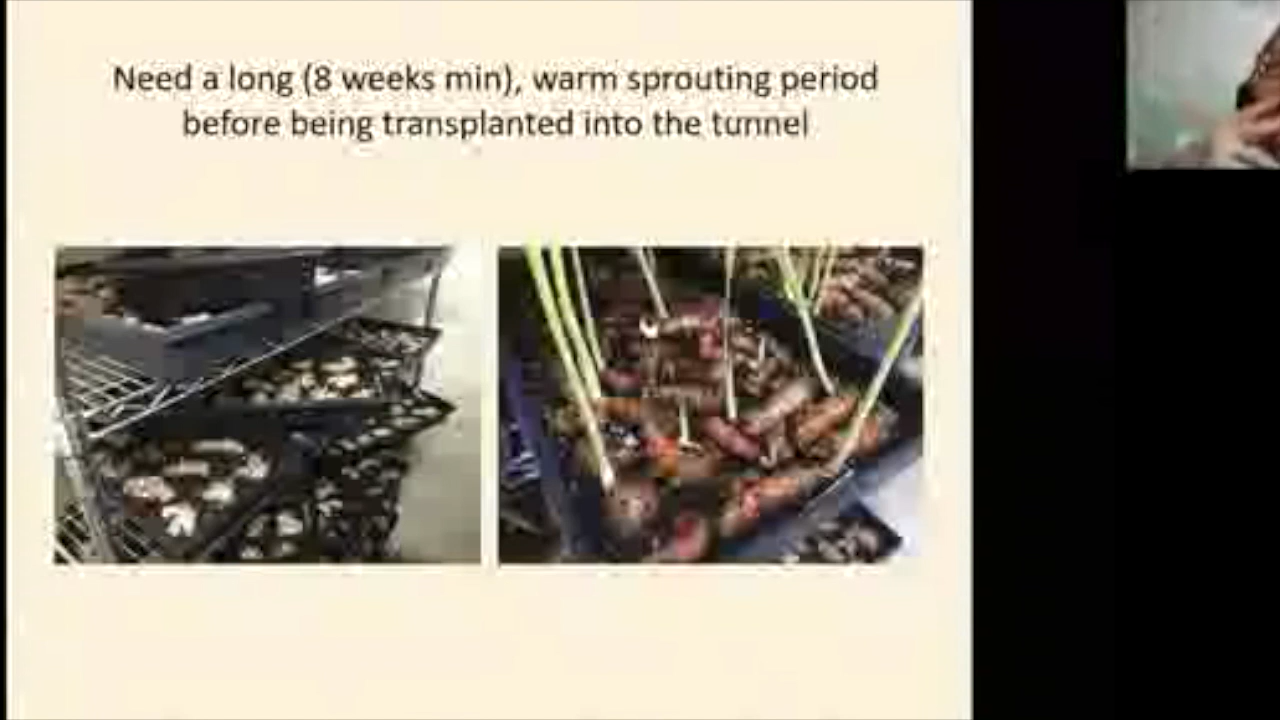 Need a long (8 weeks min), warm sprouting period
before being transplanted into the tunnel